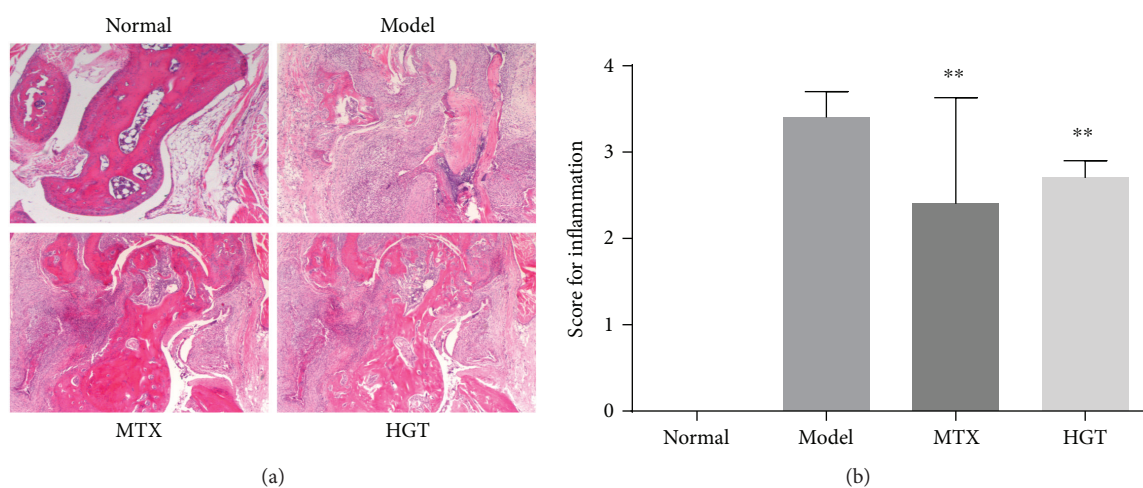 Normal
Model
MTX
HGT
(a)
Score for inflammation
4
3
2
1
0
**
**
Normal
Model
MTX
HGT
(b)